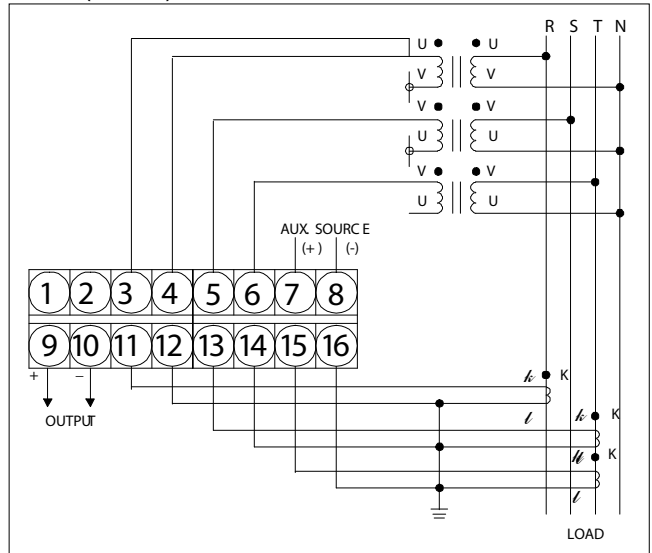 R S T N
U U
V V
V V
U U
V V
U U
AUX. SOURCE
(+) (-)
1 2 3 4 5 6 7 8
9 10 11 12 13 14 15 16
+ −
OUTPUT
k K
l
k K
K
l
LOAD